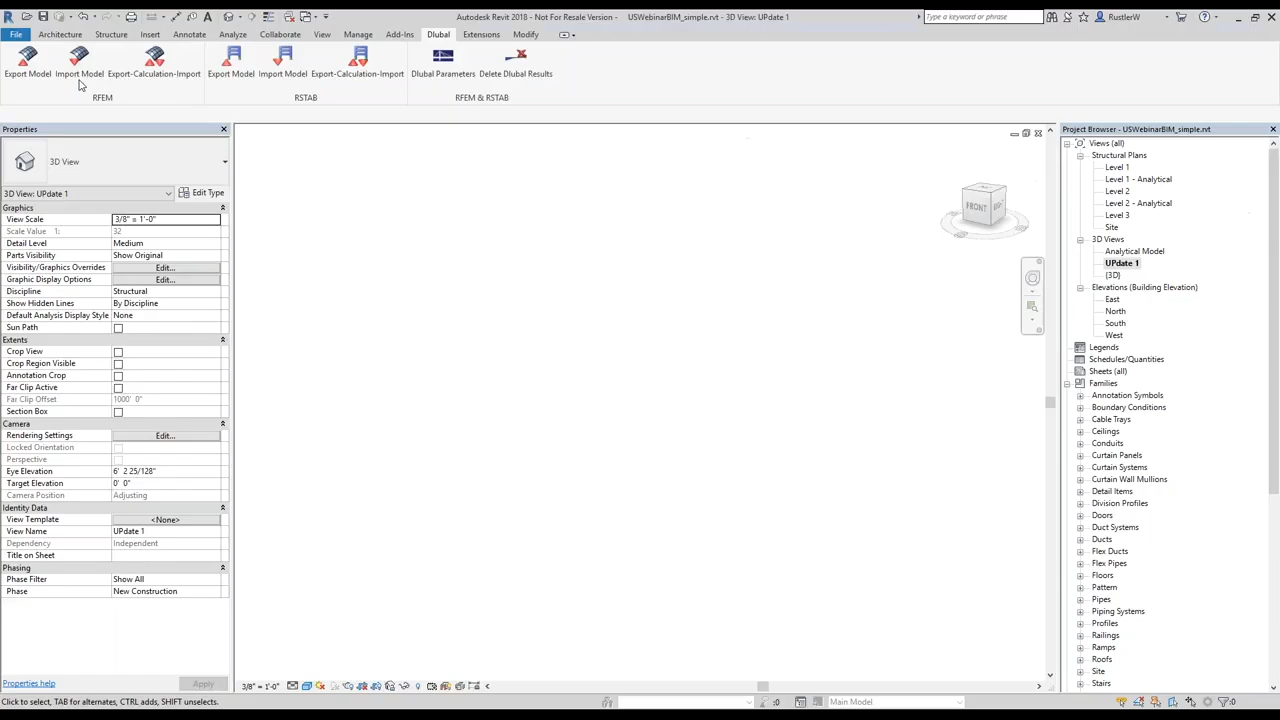 Autodesk Revit 2018 - Not For Resale Version - USWebinarBIM_simple.rvt - 3D View: UPdate 1
Type a keyword or phrase
RustlerW
File Architecture Structure Insert Annotate Analyze Collaborate View Manage Add-Ins Dlubal Extensions Modify
Export Model Import Model Export-Calculation-Import Export Model Import Model Export-Calculation-Import Dlubal Parameters Delete Dlubal Results
RFEM RSTAB RFEM & RSTAB
Properties
3D View
3D View: UPdate 1 Edit Type
Graphics
View Scale 3/8" = 1'-0"
Scale Value 1: 32
Detail Level Medium
Parts Visibility Show Original
Visibility/Graphics Overrides Edit...
Graphic Display Options Edit...
Discipline Structural
Show Hidden Lines By Discipline
Default Analysis Display Style None
Sun Path
Extents
Crop View
Crop Region Visible
Annotation Crop
Far Clip Active
Far Clip Offset 1000' 0"
Section Box
Camera
Rendering Settings Edit...
Locked Orientation
Perspective
Eye Elevation 6' 2 25/128"
Target Elevation 0' 0"
Camera Position Adjusting
Identity Data
View Template <None>
View Name UPdate 1
Dependency Independent
Title on Sheet
Phasing
Phase Filter Show All
Phase New Construction
Properties help Apply
FRONT
3/8" = 1'-0"
Project Browser - USWebinarBIM_simple.rvt
Views (all)
Structural Plans
Level 1
Level 1 - Analytical
Level 2
Level 2 - Analytical
Level 3
Site
3D Views
Analytical Model
UPdate 1
{3D}
Elevations (Building Elevation)
East
North
South
West
Legends
Schedules/Quantities
Sheets (all)
Families
Annotation Symbols
Boundary Conditions
Cable Trays
Ceilings
Conduits
Curtain Panels
Curtain Systems
Curtain Wall Mullions
Detail Items
Division Profiles
Doors
Duct Systems
Ducts
Flex Ducts
Flex Pipes
Floors
Pattern
Pipes
Piping Systems
Profiles
Railings
Ramps
Roofs
Site
Stairs
Click to select, TAB for alternates, CTRL adds, SHIFT unselects. :0 Main Model :0